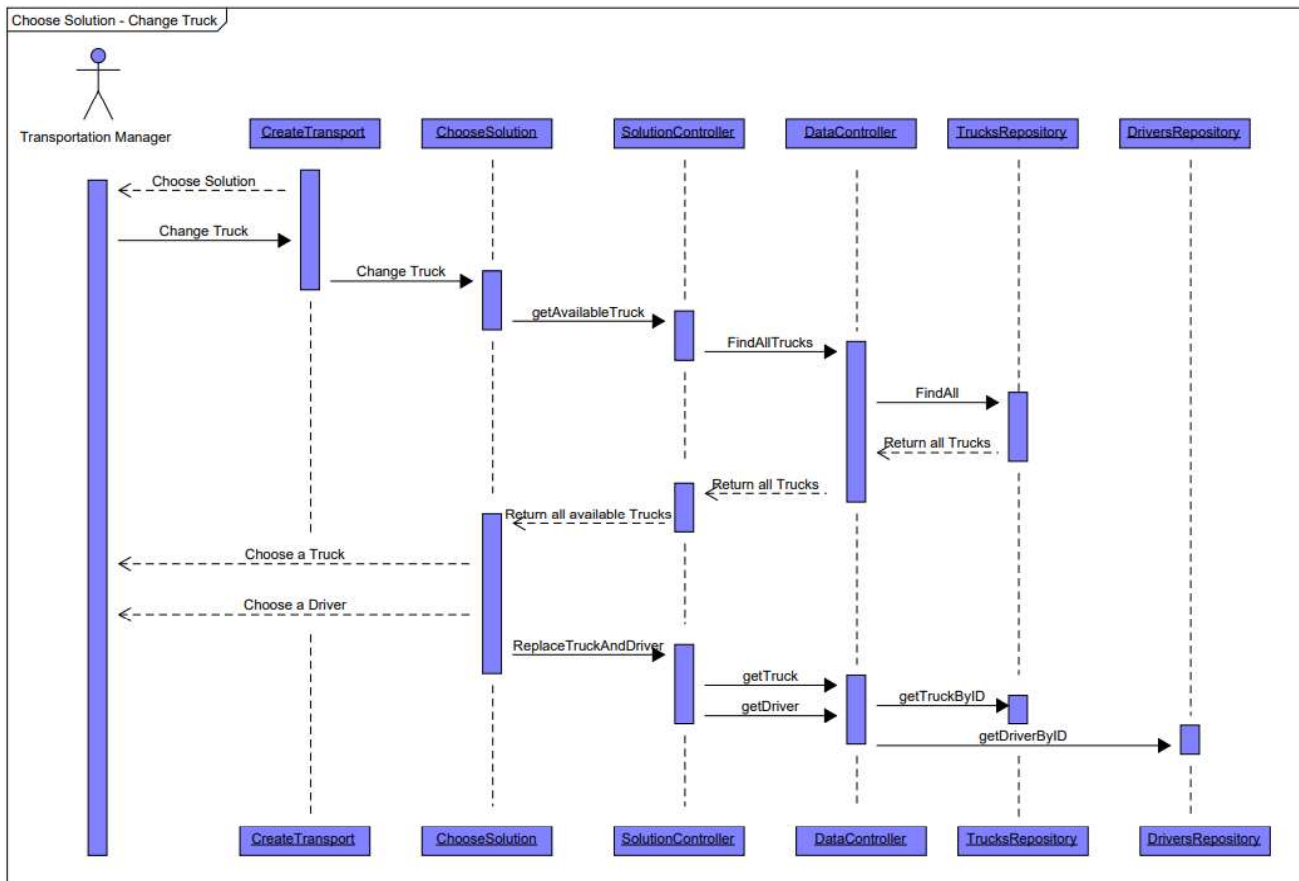 Choose Solution - Change Truck
Transportation Manager
CreateTransport
ChooseSolution
SolutionController
DataController
TrucksRepository
DriversRepository
Choose Solution
Change Truck
Change Truck
getAvailableTruck
FindAllTrucks
FindAll
Return all Trucks
Return all Trucks
Return all available Trucks
Choose a Truck
Choose a Driver
ReplaceTruckAndDriver
getTruck
getTruckByID
getDriver
getDriverByID
CreateTransport
ChooseSolution
SolutionController
DataController
TrucksRepository
DriversRepository